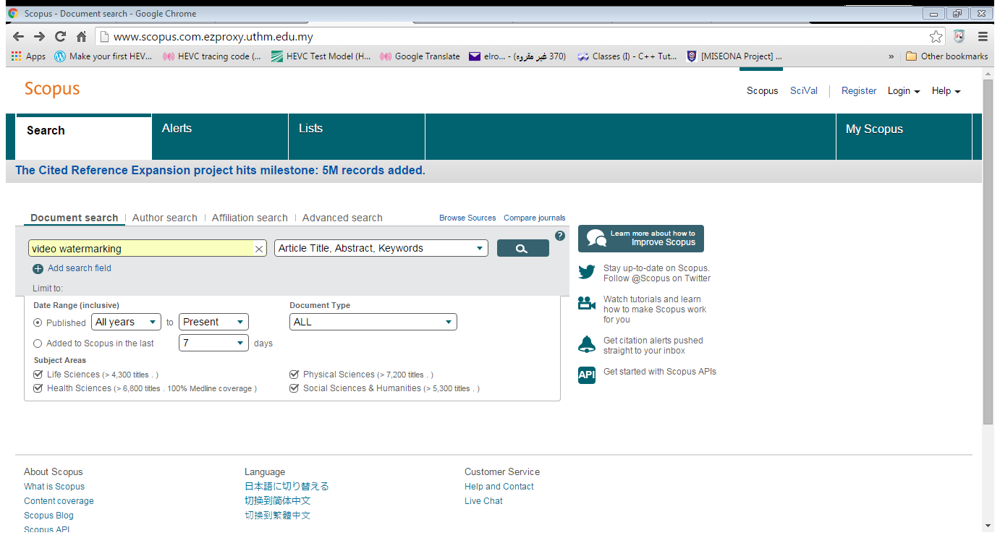 Scopus - Document search - Google Chrome
www.scopus.com.ezproxy.uthm.edu.my
Apps Make your first HEV... HEVC tracing code (... HEVC Test Model (H... Google Translate elro... - (370 غير مقروء) Classes (I) - C++ Tut... [MISEONA Project] ... » Other bookmarks
Scopus
Scopus SciVal Register Login Help
Search Alerts Lists My Scopus
The Cited Reference Expansion project hits milestone: 5M records added.
Document search Author search Affiliation search Advanced search Browse Sources Compare journals
?
video watermarking Article Title, Abstract, Keywords
Add search field
Limit to:
Date Range (inclusive) Document Type
Published All years to Present ALL
Added to Scopus in the last 7 days
Subject Areas
Life Sciences (> 4,300 titles . ) Physical Sciences (> 7,200 titles . )
Health Sciences (> 6,800 titles . 100% Medline coverage ) Social Sciences & Humanities (> 5,300 titles . )
Learn more about how to
Improve Scopus
Stay up-to-date on Scopus.
Follow @Scopus on Twitter
Watch tutorials and learn
how to make Scopus work
for you
Get citation alerts pushed
straight to your inbox
API Get started with Scopus APIs
About Scopus Language Customer Service
What is Scopus 日本語に切り替える Help and Contact
Content coverage 切换到简体中文 Live Chat
Scopus Blog 切換到繁體中文
Scopus API